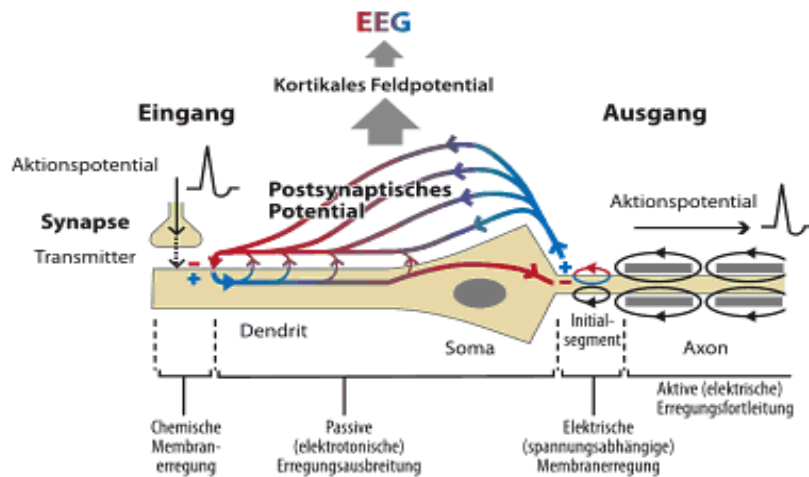 EEG
Kortikales Feldpotential
Eingang
Ausgang
Aktionspotential
Postsynaptisches
Potential
Aktionspotential
Synapse
Transmitter
−
+
+
−
Dendrit
Soma
Initial-
segment
Axon
Chemische
Membran-
erregung
Passive
(elektrotonische)
Erregungsausbreitung
Elektrische
(spannungsabhängige)
Membranerregung
Aktive (elektrische)
Erregungsfortleitung